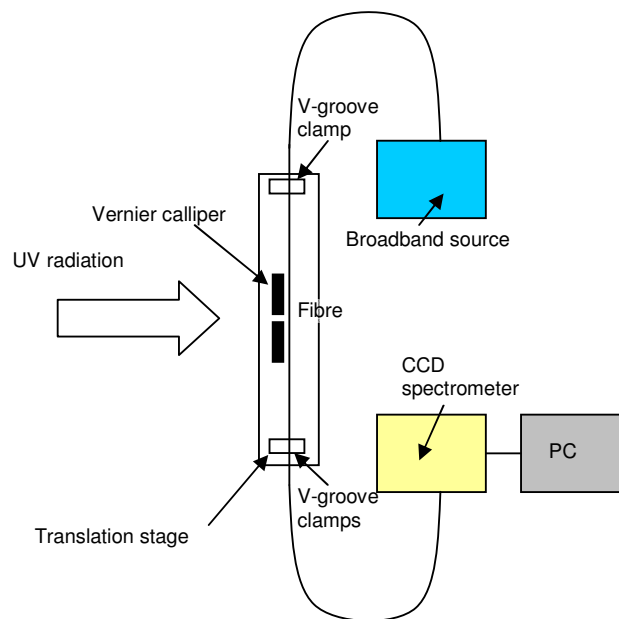 V-groove
clamp
Vernier calliper
Broadband source
UV radiation
Fibre
CCD
spectrometer
PC
V-groove
clamps
Translation stage